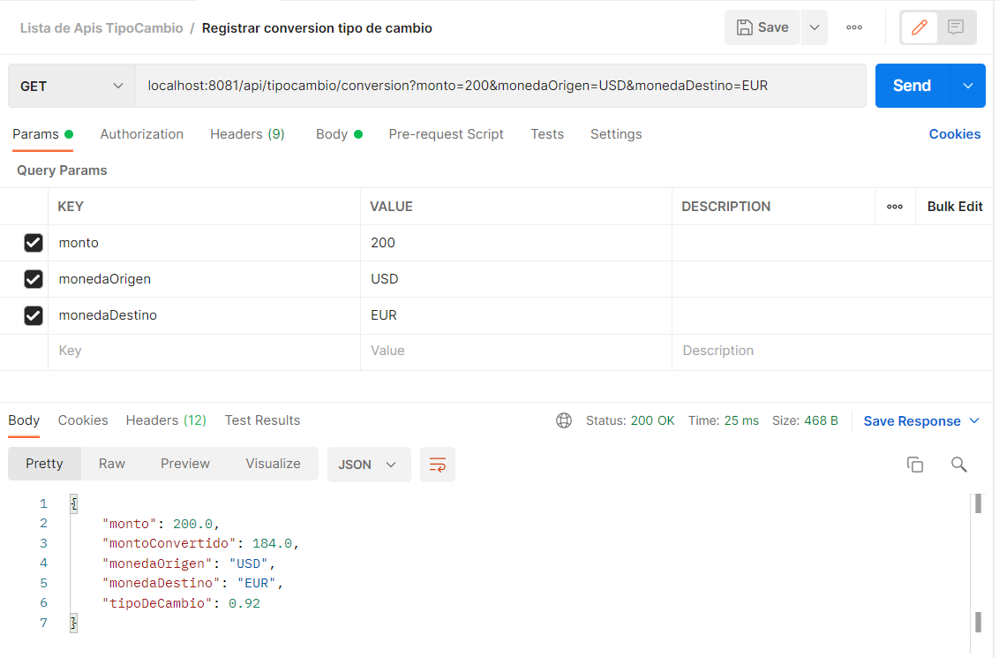 Lista de Apis TipoCambio / Registrar conversion tipo de cambio Save
GET localhost:8081/api/tipocambio/conversion?monto=200&monedaOrigen=USD&monedaDestino=EUR Send
Params Authorization Headers (9) Body Pre-request Script Tests Settings Cookies
Query Params
KEY VALUE DESCRIPTION Bulk Edit
monto 200
monedaOrigen USD
monedaDestino EUR
Key Value Description
Body Cookies Headers (12) Test Results Status: 200 OK Time: 25 ms Size: 468 B Save Response
Pretty Raw Preview Visualize JSON
1 {
2 "monto": 200.0,
3 "montoConvertido": 184.0,
4 "monedaOrigen": "USD",
5 "monedaDestino": "EUR",
6 "tipoDeCambio": 0.92
7 }